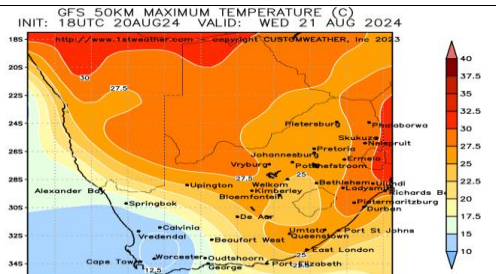 GFS 50KM MAXIMUM TEMPERATURE (C)
INIT: 18UTC 20AUG24 VALID: WED 21 AUG 2024
http://www.1stweather.com - copyright CUSTOMWEATHER, Inc 2023
18S
20S
22S
24S
26S
28S
30S
32S
34S
30
27.5
27.5
25
25
12.5
Pietersburg
Phalaborwa
Skukuza
Nelspruit
Pretoria
Johannesburg
Ermelo
Vryburg
Potchefstroom
Welkom
Bethlehem
Ulundi
Upington
Kimberley
Ladysmith
Richards Ba
Alexander Ba
Bloemfontein
Springbok
Pietermaritzburg
Durban
De Aar
Calvinia
Umtata
Port St Johns
Vredendal
Queenstown
Beaufort West
East London
Cape Town
Worcester
Oudtshoorn
George
Port Elizabeth
40
37.5
35
32.5
30
27.5
25
22.5
20
17.5
15
12.5
10